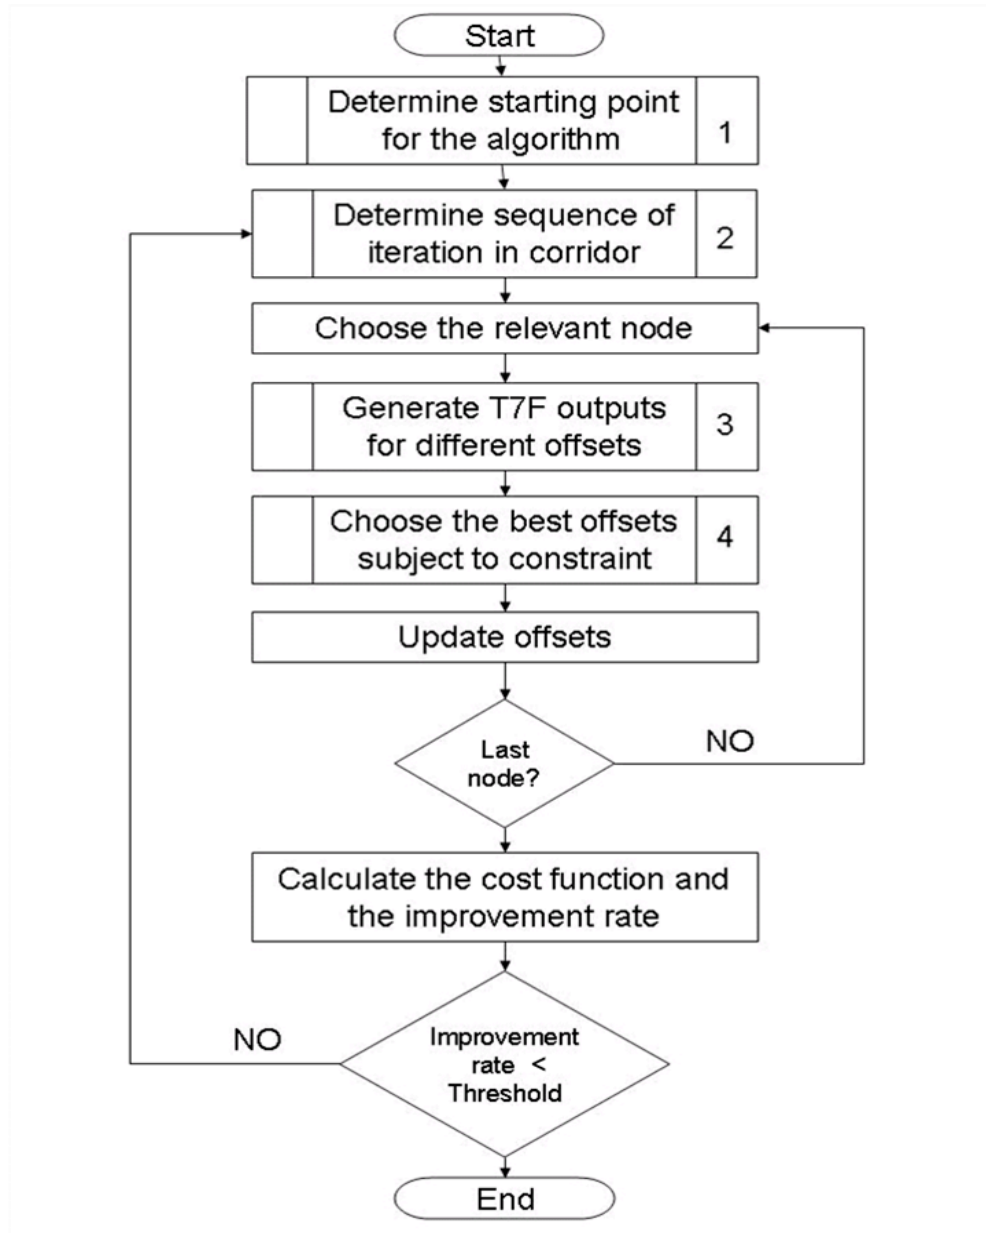 Start
Determine starting point
for the algorithm
1
Determine sequence of
iteration in corridor
2
Choose the relevant node
Generate T7F outputs
for different offsets
3
Choose the best offsets
subject to constraint
4
Update offsets
Last
node?
NO
Calculate the cost function and
the improvement rate
NO
Improvement
rate <
Threshold
End